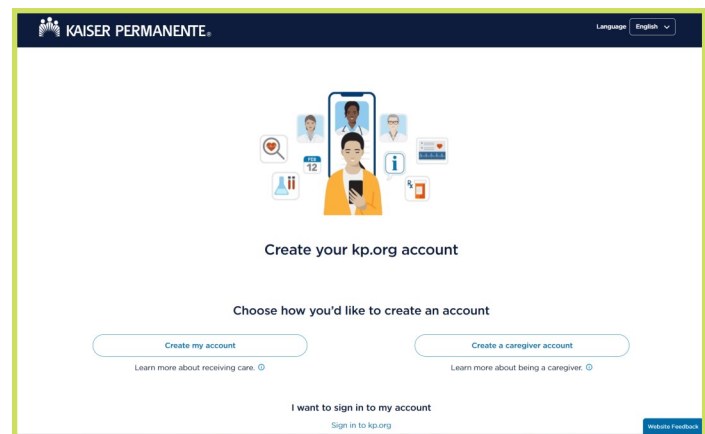 KAISER PERMANENTE®
Language English
FEB
12
i
Rx
Create your kp.org account
Choose how you'd like to create an account
Create my account
Create a caregiver account
Learn more about receiving care.
Learn more about being a caregiver.
I want to sign in to my account
Sign in to kp.org
Website Feedback